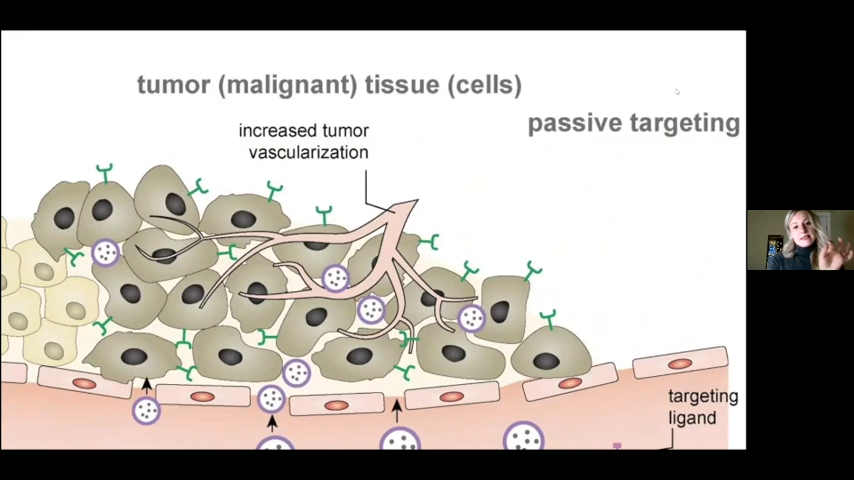 tumor (malignant) tissue (cells)
passive targeting
increased tumor
vascularization
targeting
ligand